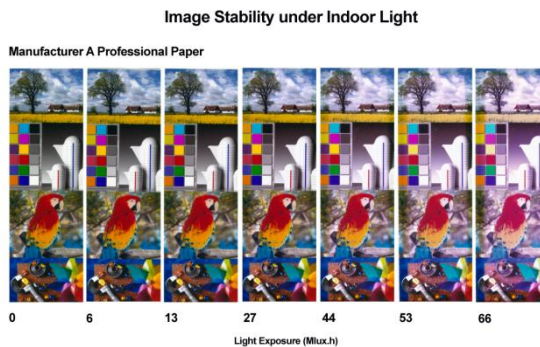 Image Stability under Indoor Light
Manufacturer A Professional Paper
0 6 13 27 44 53 66
Light Exposure (Mlux.h)